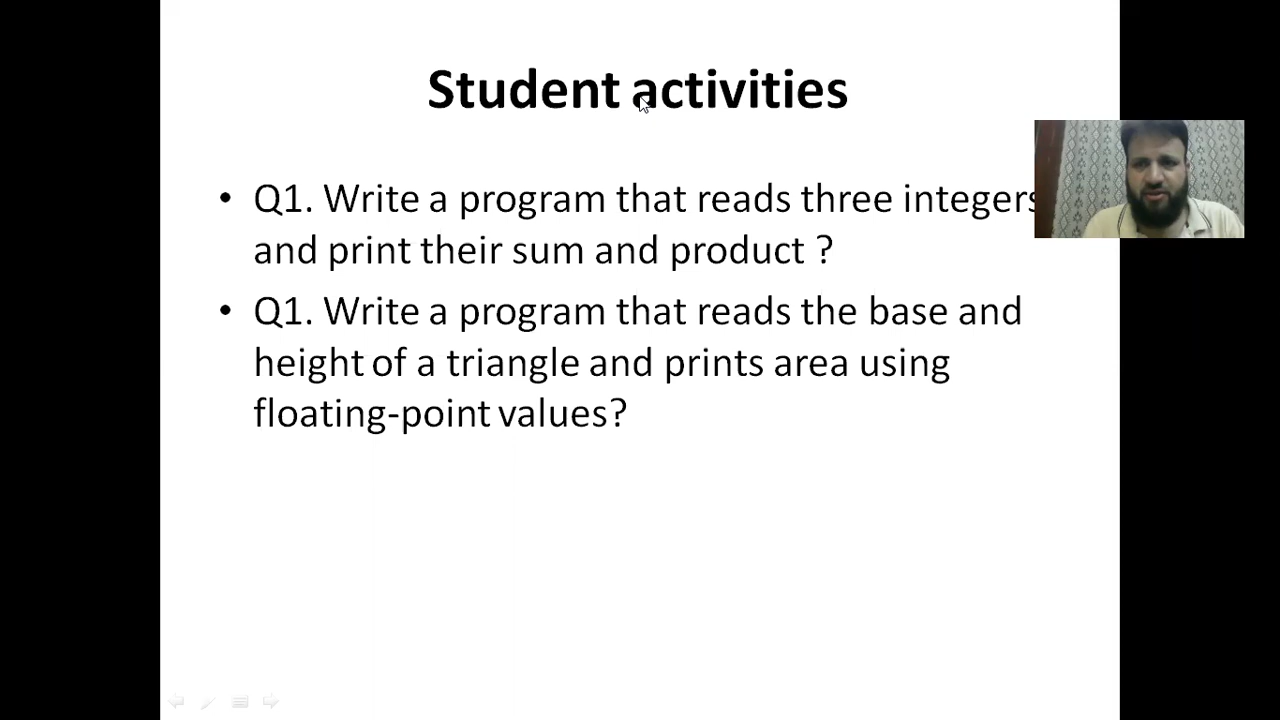 Student activities
• Q1. Write a program that reads three integers
and print their sum and product ?
• Q1. Write a program that reads the base and
height of a triangle and prints area using
floating-point values?